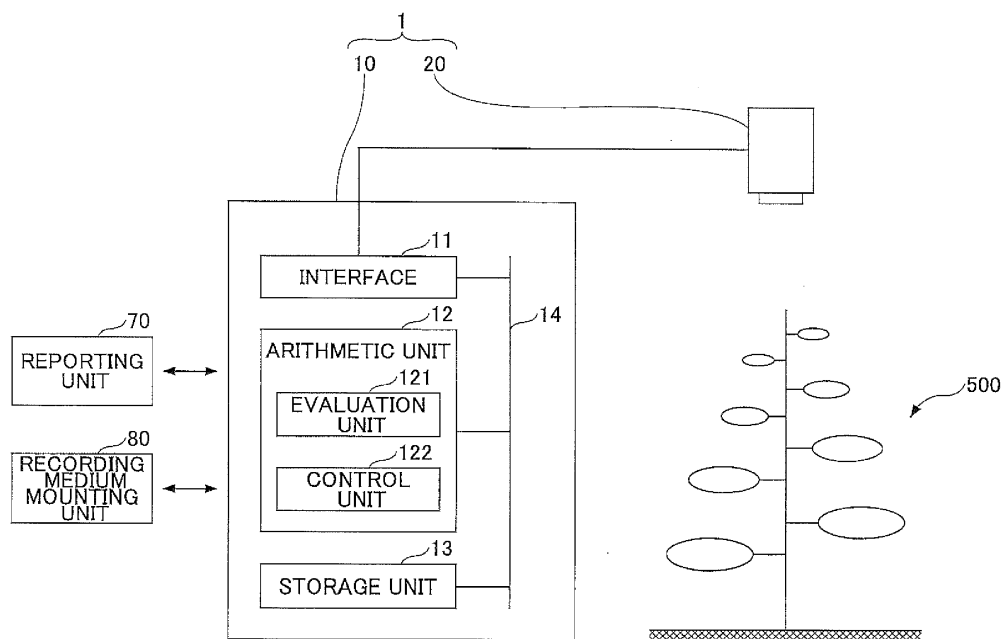 1
10 20
11
INTERFACE
12
14
ARITHMETIC UNIT
121
EVALUATION
UNIT
122
CONTROL
UNIT
13
STORAGE UNIT
70
REPORTING
UNIT
80
RECORDING
MEDIUM
MOUNTING
UNIT
500